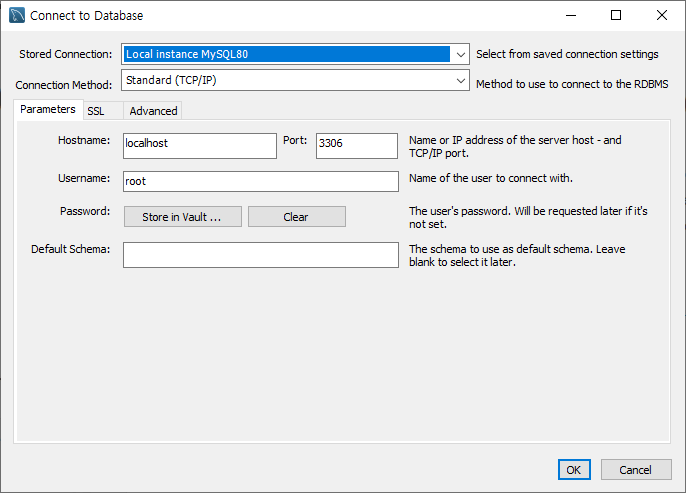 Connect to Database
Stored Connection: Local instance MySQL80 Select from saved connection settings
Connection Method: Standard (TCP/IP) Method to use to connect to the RDBMS
Parameters SSL Advanced
Hostname: localhost Port: 3306 Name or IP address of the server host - and
TCP/IP port.
Username: root Name of the user to connect with.
Password: Store in Vault ... Clear The user's password. Will be requested later if it's
not set.
Default Schema: The schema to use as default schema. Leave
blank to select it later.
OK Cancel